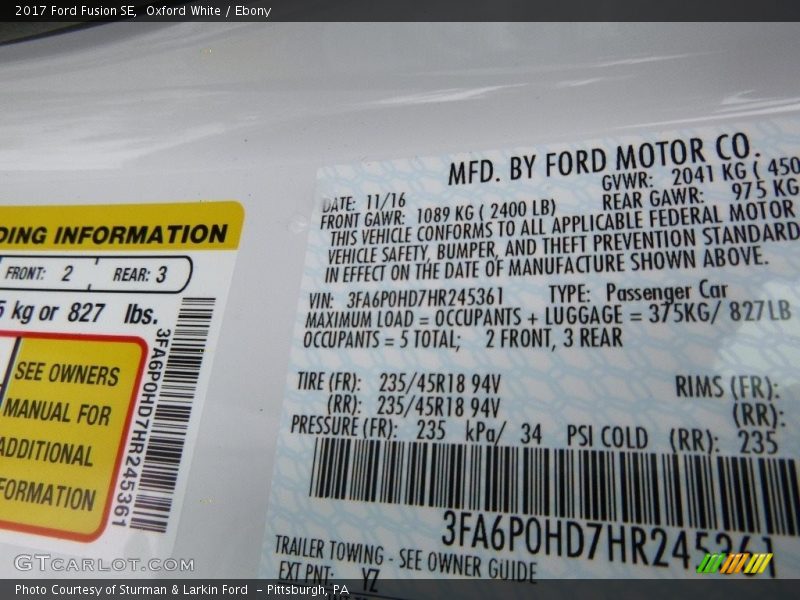 2017 Ford Fusion SE, Oxford White / Ebony
MFD. BY FORD MOTOR CO.
DATE: 11/16
GVWR: 2041 KG ( 450
FRONT GAWR: 1089 KG ( 2400 LB)
REAR GAWR: 975 KG
THIS VEHICLE CONFORMS TO ALL APPLICABLE FEDERAL MOTOR
VEHICLE SAFETY, BUMPER, AND THEFT PREVENTION STANDARD
IN EFFECT ON THE DATE OF MANUFACTURE SHOWN ABOVE.
VIN: 3FA6P0HD7HR245361 TYPE: Passenger Car
MAXIMUM LOAD = OCCUPANTS + LUGGAGE = 375KG/ 827LB
OCCUPANTS = 5 TOTAL; 2 FRONT, 3 REAR
TIRE (FR): 235/45R18 94V RIMS (FR):
(RR): 235/45R18 94V (RR):
PRESSURE (FR): 235 kPa/ 34 PSI COLD (RR): 235
3FA6P0HD7HR245361
TRAILER TOWING - SEE OWNER GUIDE
EXT PNT: YZ
DING INFORMATION
FRONT: 2 REAR: 3
5 kg or 827 lbs.
SEE OWNERS
MANUAL FOR
ADDITIONAL
FORMATION
3FA6P0HD7HR245361
GTCARLOT.COM
Photo Courtesy of Sturman & Larkin Ford - Pittsburgh, PA